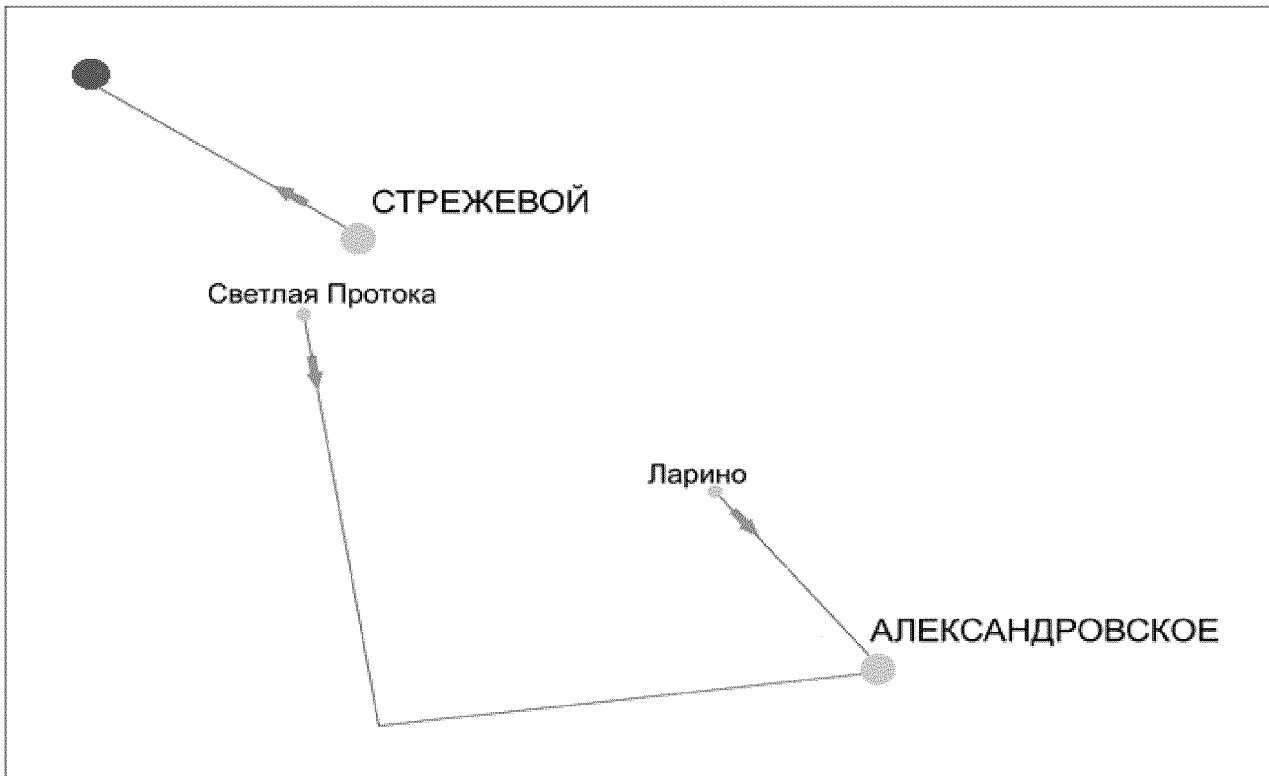 СТРЕЖЕВОЙ
Светлая Протока
Ларино
АЛЕКСАНДРОВСКОЕ